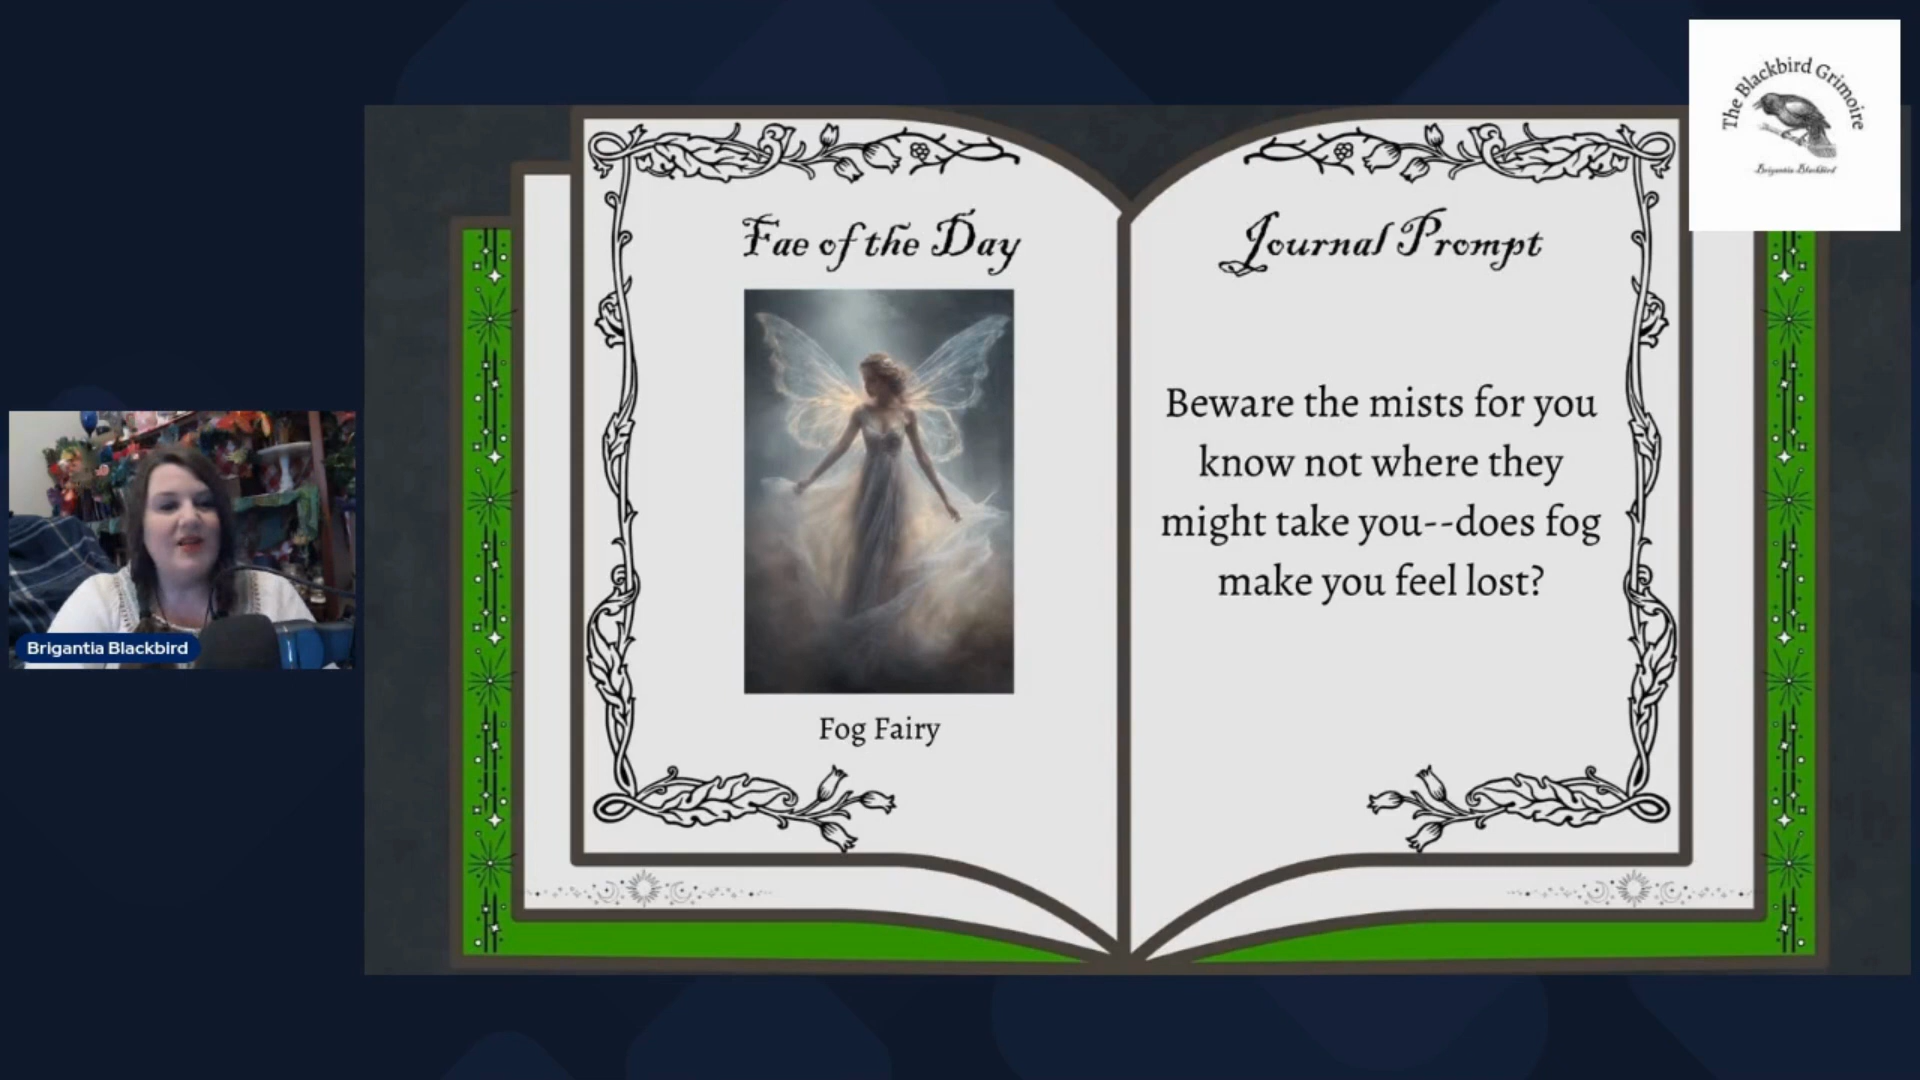 The Blackbird Grimoire
Brigantia Blackbird
Fae of the Day
Fog Fairy
Journal Prompt
Beware the mists for you
know not where they
might take you--does fog
make you feel lost?
Brigantia Blackbird